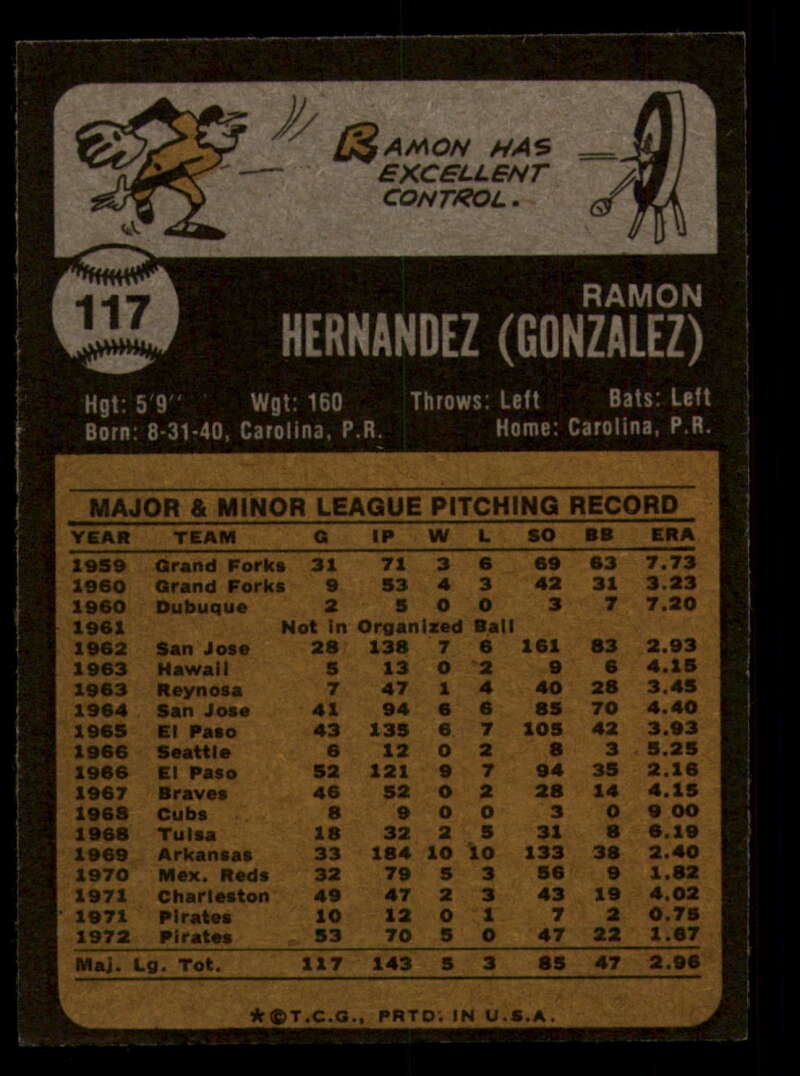 RAMON HAS
EXCELLENT
CONTROL.
117
RAMON
HERNANDEZ (GONZALEZ)
Hgt: 5'9" Wgt: 160 Throws: Left Bats: Left
Born: 8-31-40, Carolina, P.R. Home: Carolina, P.R.
MAJOR & MINOR LEAGUE PITCHING RECORD
YEAR TEAM G IP W L SO BB ERA
1959 Grand Forks 31 71 3 6 69 63 7.73
1960 Grand Forks 9 53 4 3 42 31 3.23
1960 Dubuque 2 5 0 0 3 7 7.20
1961 Not in Organized Ball
1962 San Jose 28 138 7 6 161 83 2.93
1963 Hawaii 5 13 0 2 9 6 4.15
1963 Reynosa 7 47 1 4 40 28 3.45
1964 San Jose 41 94 6 6 85 70 4.40
1965 El Paso 43 135 6 7 105 42 3.93
1966 Seattle 6 12 0 2 8 3 5.25
1966 El Paso 52 121 9 7 94 35 2.16
1967 Braves 46 52 0 2 28 14 4.15
1968 Cubs 8 9 0 0 3 0 9 00
1968 Tulsa 18 32 2 5 31 8 6.19
1969 Arkansas 33 184 10 10 133 38 2.40
1970 Mex. Reds 32 79 5 3 56 9 1.82
1971 Charleston 49 47 2 3 43 19 4.02
1971 Pirates 10 12 0 1 7 2 0.75
1972 Pirates 53 70 5 0 47 22 1.67
Maj. Lg. Tot. 117 143 5 3 85 47 2.96
*©T.C.G., PRTD. IN U.S.A.